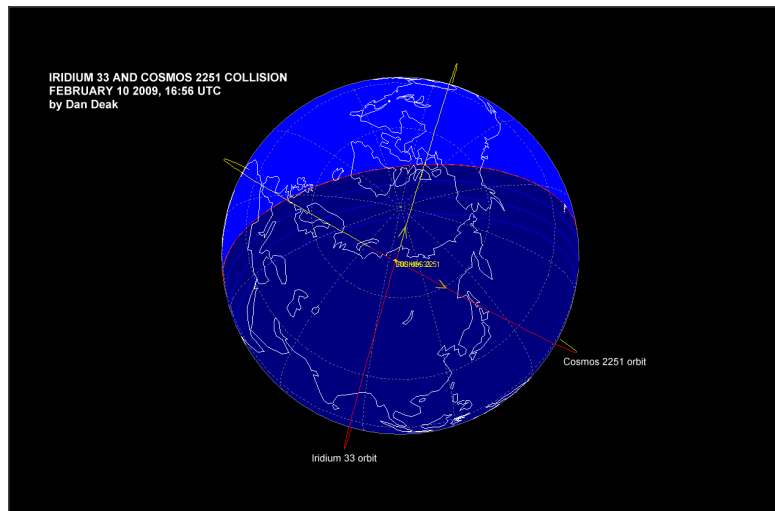 IRIDIUM 33 AND COSMOS 2251 COLLISION
FEBRUARY 10 2009, 16:56 UTC
by Dan Deak
2251
Cosmos 2251 orbit
Iridium 33 orbit